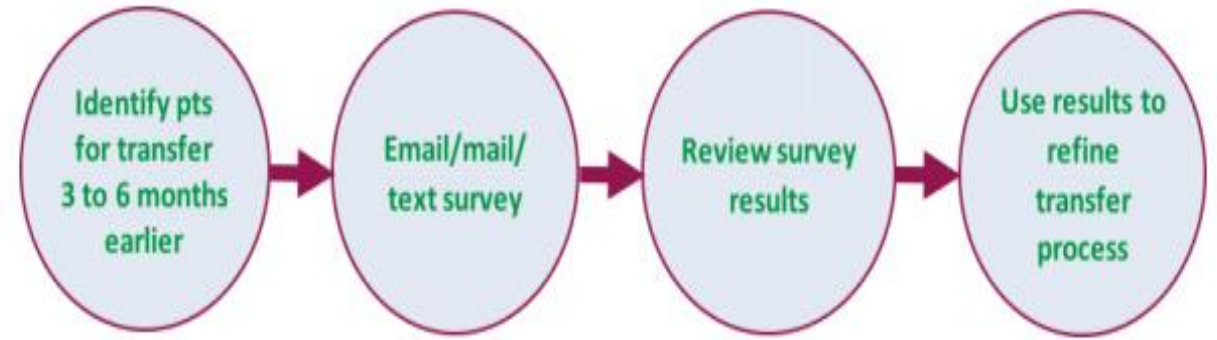 Identify pts
for transfer
3 to 6 months
earlier
Email/mail/
text survey
Review survey
results
Use results to
refine
transfer
process